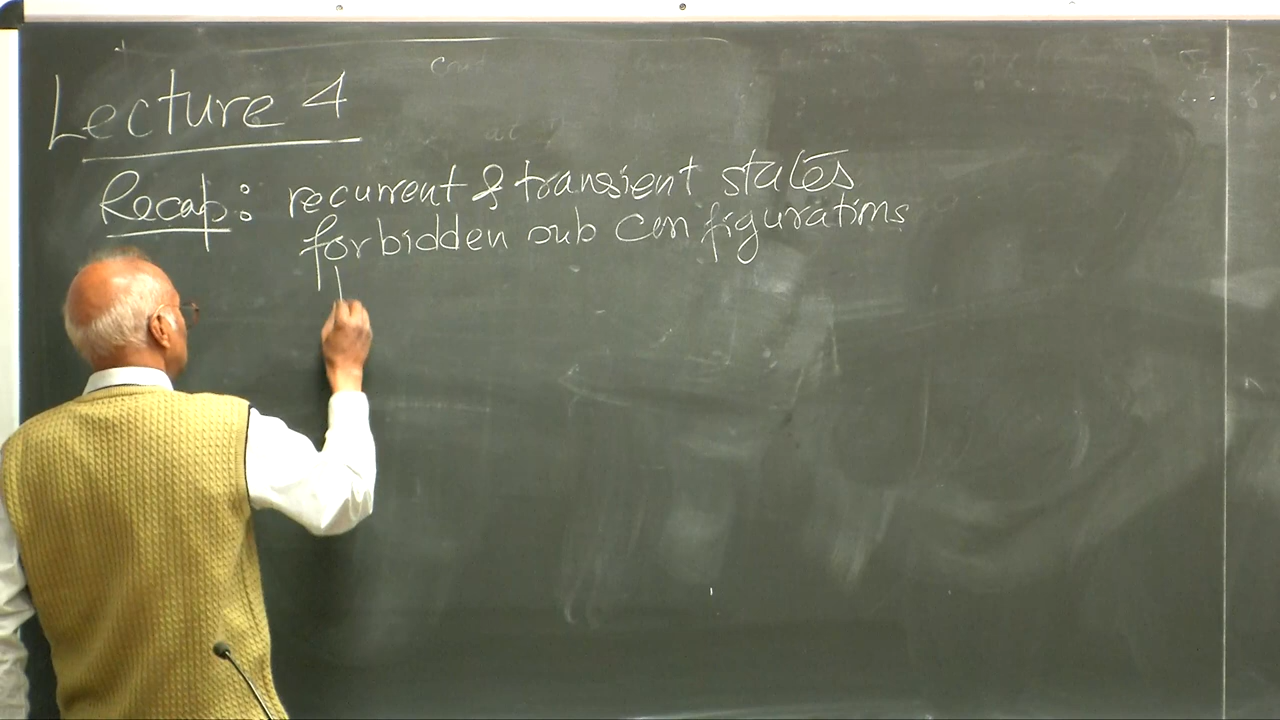 Lecture 4
Recap: recurrent & transient states
forbidden sub configurations